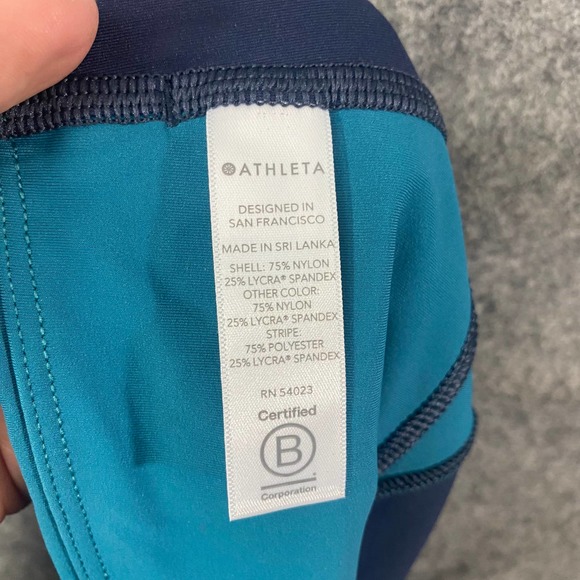 ATHLETA
DESIGNED IN
SAN FRANCISCO
MADE IN SRI LANKA
SHELL: 75% NYLON
25% LYCRA® SPANDEX
OTHER COLOR:
75% NYLON
25% LYCRA® SPANDEX
STRIPE:
75% POLYESTER
25% LYCRA® SPANDEX
RN 54023
Certified
B
Corporation